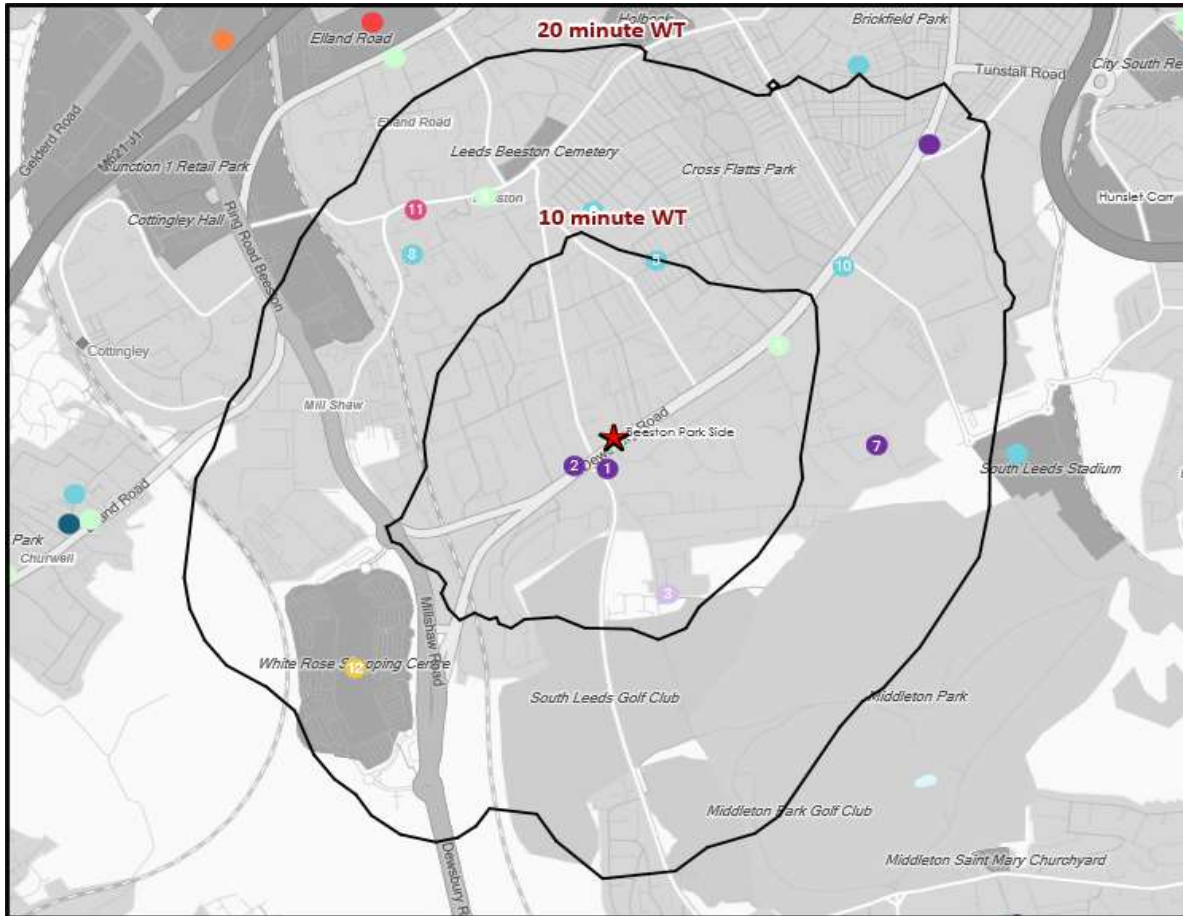 Holbeck
Brickfield Park
Elland Road
20 minute WT
Tunstall Road
City South Re
Gelderd Road
M621 J1
Elland Road
Junction 1 Retail Park
Leeds Beeston Cemetery
Cross Flatts Park
Hunslet Carr
11
Beeston
Cottingley Hall
10 minute WT
Ring Road Beeston
8
5
10
Cottingley
Mill Shaw
Beeston Park Side
Dewsbury Road
7
2
1
South Leeds Stadium
Elland Road
Park
Churwell
3
Millshaw Road
White Rose Shopping Centre
12
South Leeds Golf Club
Middleton Park
Middleton Park Golf Club
Dewsbury R
Middleton Saint Mary Churchyard